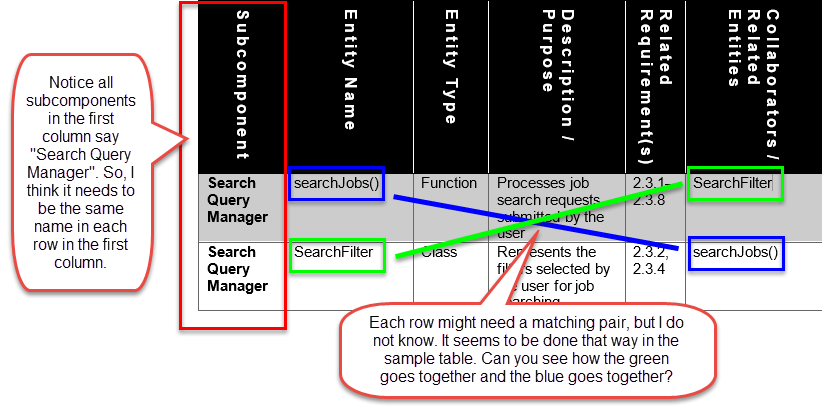 Notice all
subcomponents
in the first
column say
"Search Query
Manager". So, I
think it needs to
be the same
name in each
row in the first
column.
Subcomponent
Entity Name
Entity Type
Description /
Purpose
Related
Requirement(s)
Collaborators /
Related
Entities
Search
Query
Manager
searchJobs()
Function
Processes job
search requests
submitted by the
user
2.3.1-
2.3.8
SearchFilter
Search
Query
Manager
SearchFilter
Class
Represents the
filters selected by
the user for job
searching
2.3.2,
2.3.4
searchJobs()
Each row might need a matching pair, but I do
not know. It seems to be done that way in the
sample table. Can you see how the green
goes together and the blue goes together?